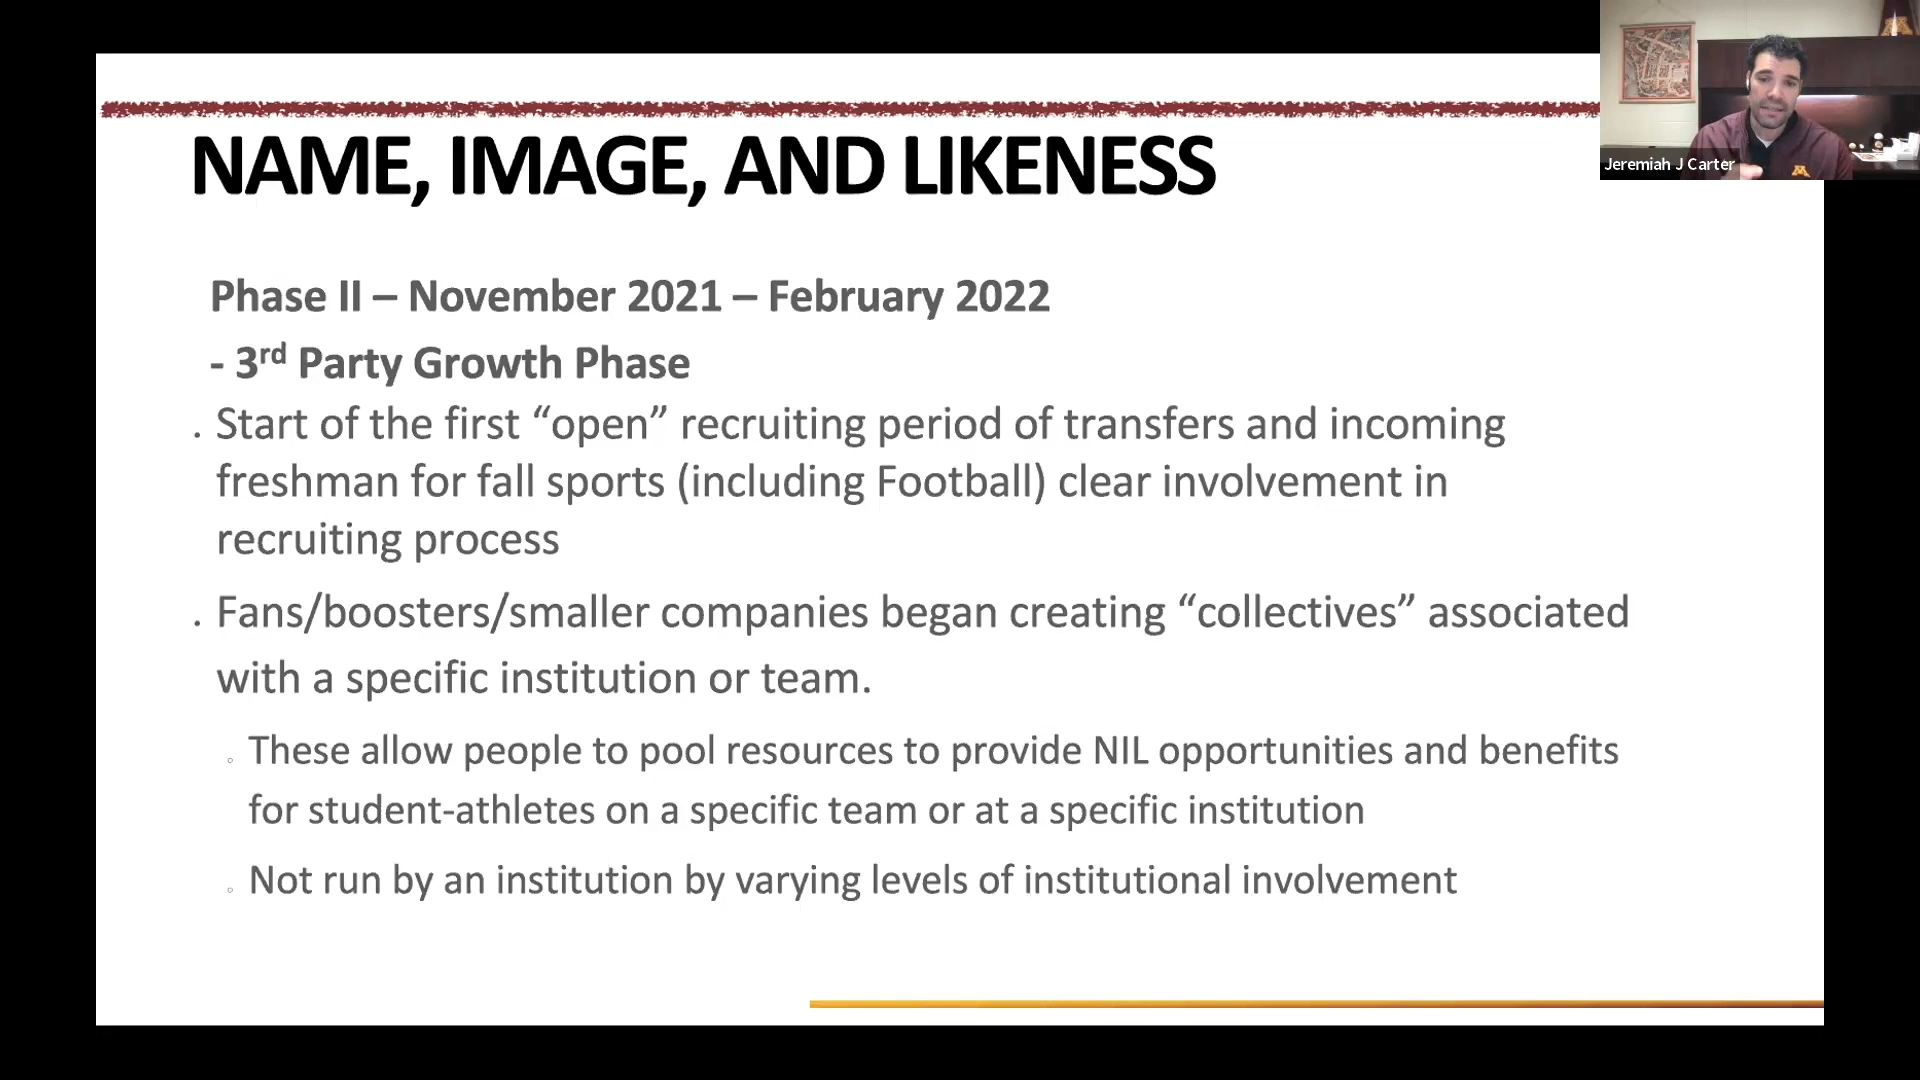 NAME, IMAGE, AND LIKENESS
Jeremiah J Carter
Phase II – November 2021 – February 2022
- 3rd Party Growth Phase
. Start of the first “open” recruiting period of transfers and incoming
freshman for fall sports (including Football) clear involvement in
recruiting process
. Fans/boosters/smaller companies began creating “collectives” associated
with a specific institution or team.
◦ These allow people to pool resources to provide NIL opportunities and benefits
for student-athletes on a specific team or at a specific institution
◦ Not run by an institution by varying levels of institutional involvement